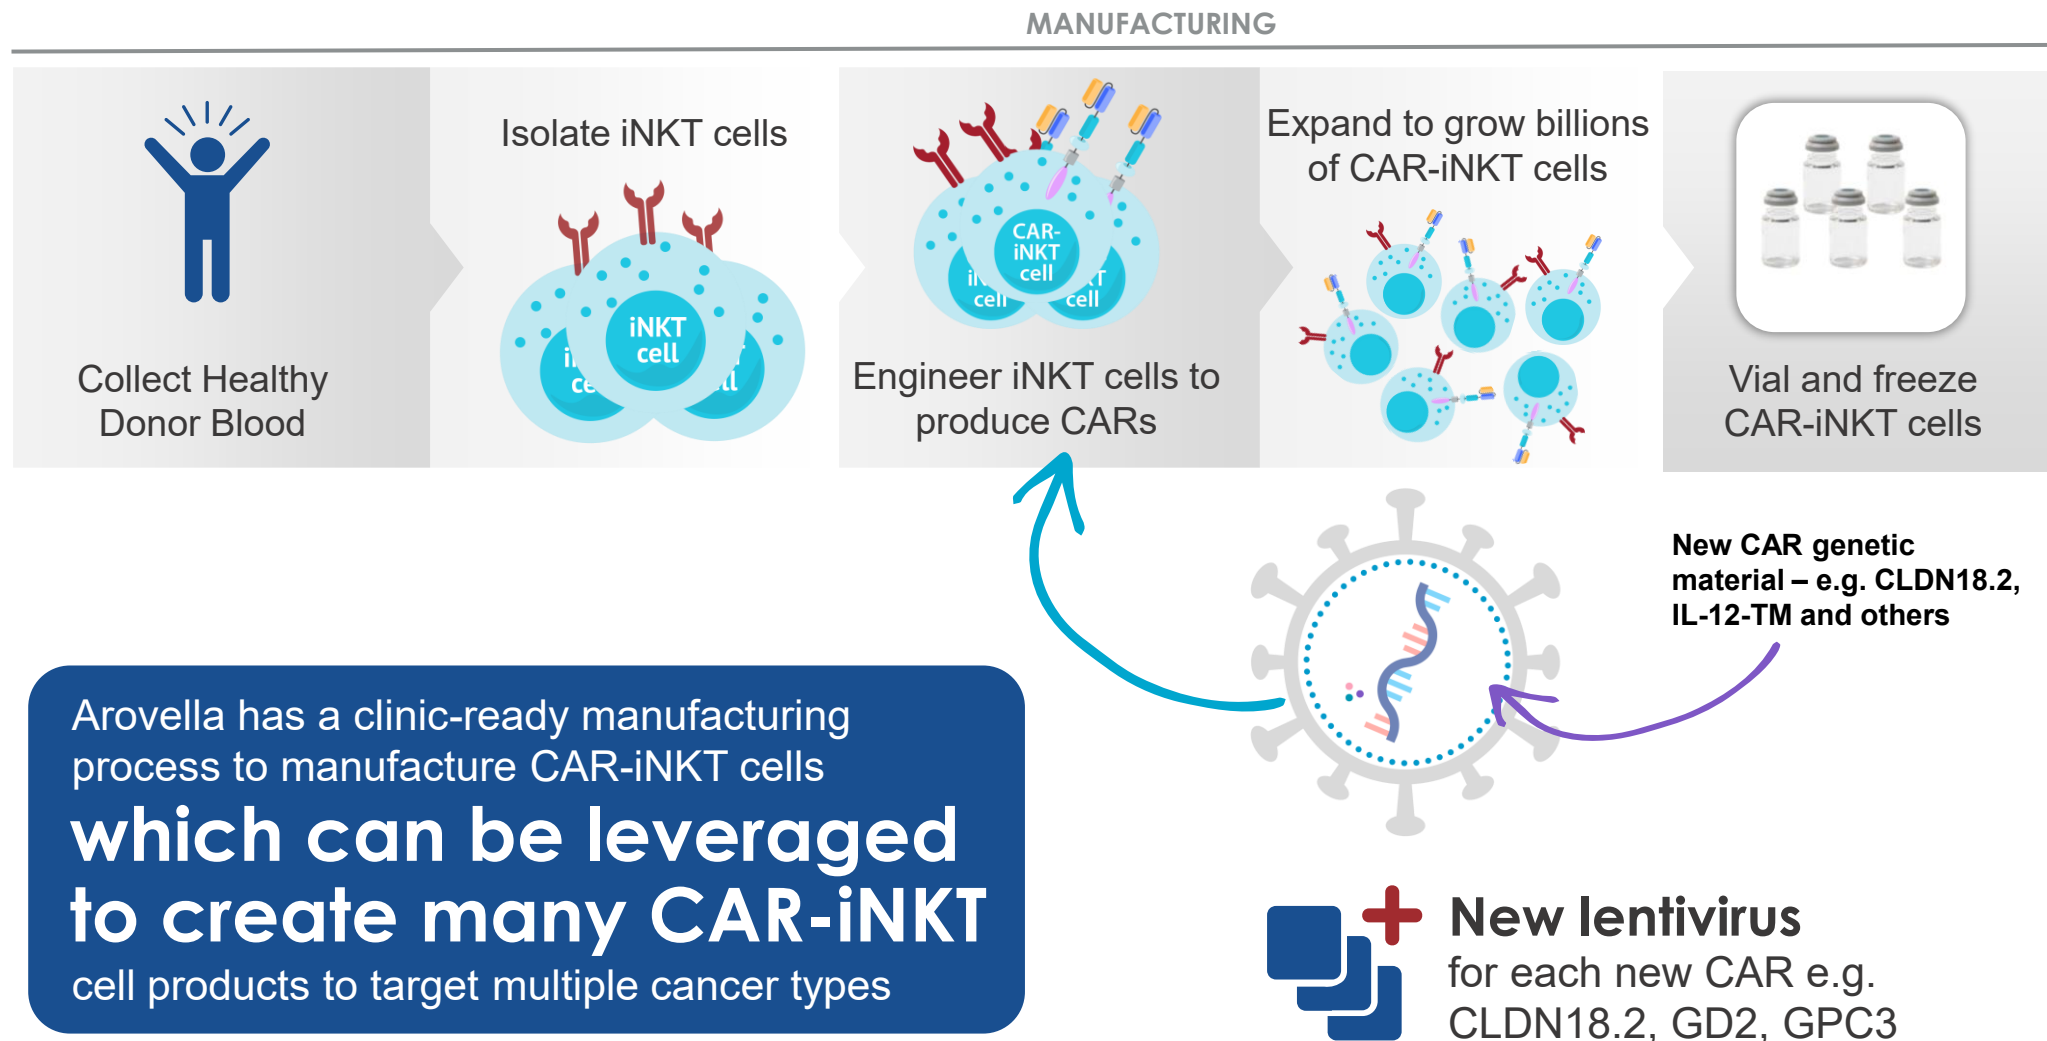 MANUFACTURING
Collect Healthy
Donor Blood
Isolate iNKT cells
iNKT
cell
Engineer iNKT cells to
produce CARs
CAR-
iNKT
cell
cell
cell
Expand to grow billions
of CAR-iNKT cells
Vial and freeze
CAR-iNKT cells
New CAR genetic
material – e.g. CLDN18.2,
IL-12-TM and others
Arovella has a clinic-ready manufacturing
process to manufacture CAR-iNKT cells
which can be leveraged
to create many CAR-iNKT
cell products to target multiple cancer types
New lentivirus
for each new CAR e.g.
CLDN18.2, GD2, GPC3